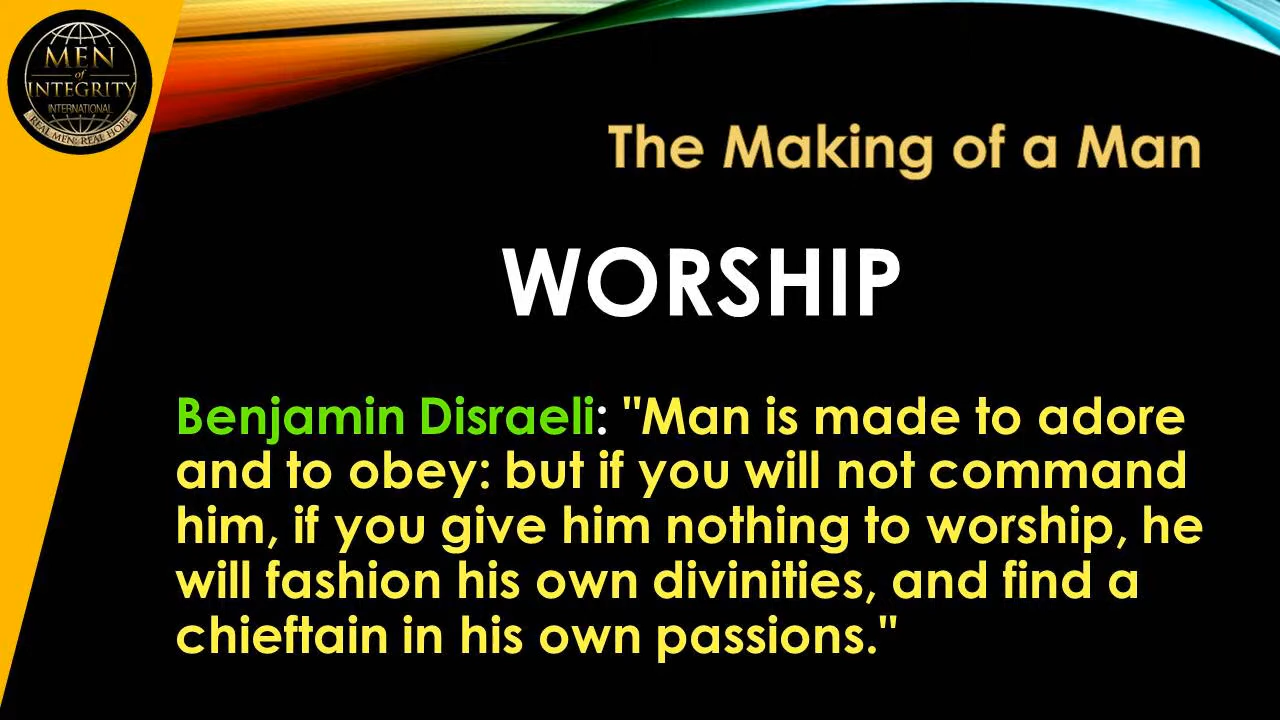 MEN
of
INTEGRITY
INTERNATIONAL
REAL MEN: REAL HOPE
The Making of a Man
WORSHIP
Benjamin Disraeli: "Man is made to adore
and to obey: but if you will not command
him, if you give him nothing to worship, he
will fashion his own divinities, and find a
chieftain in his own passions."